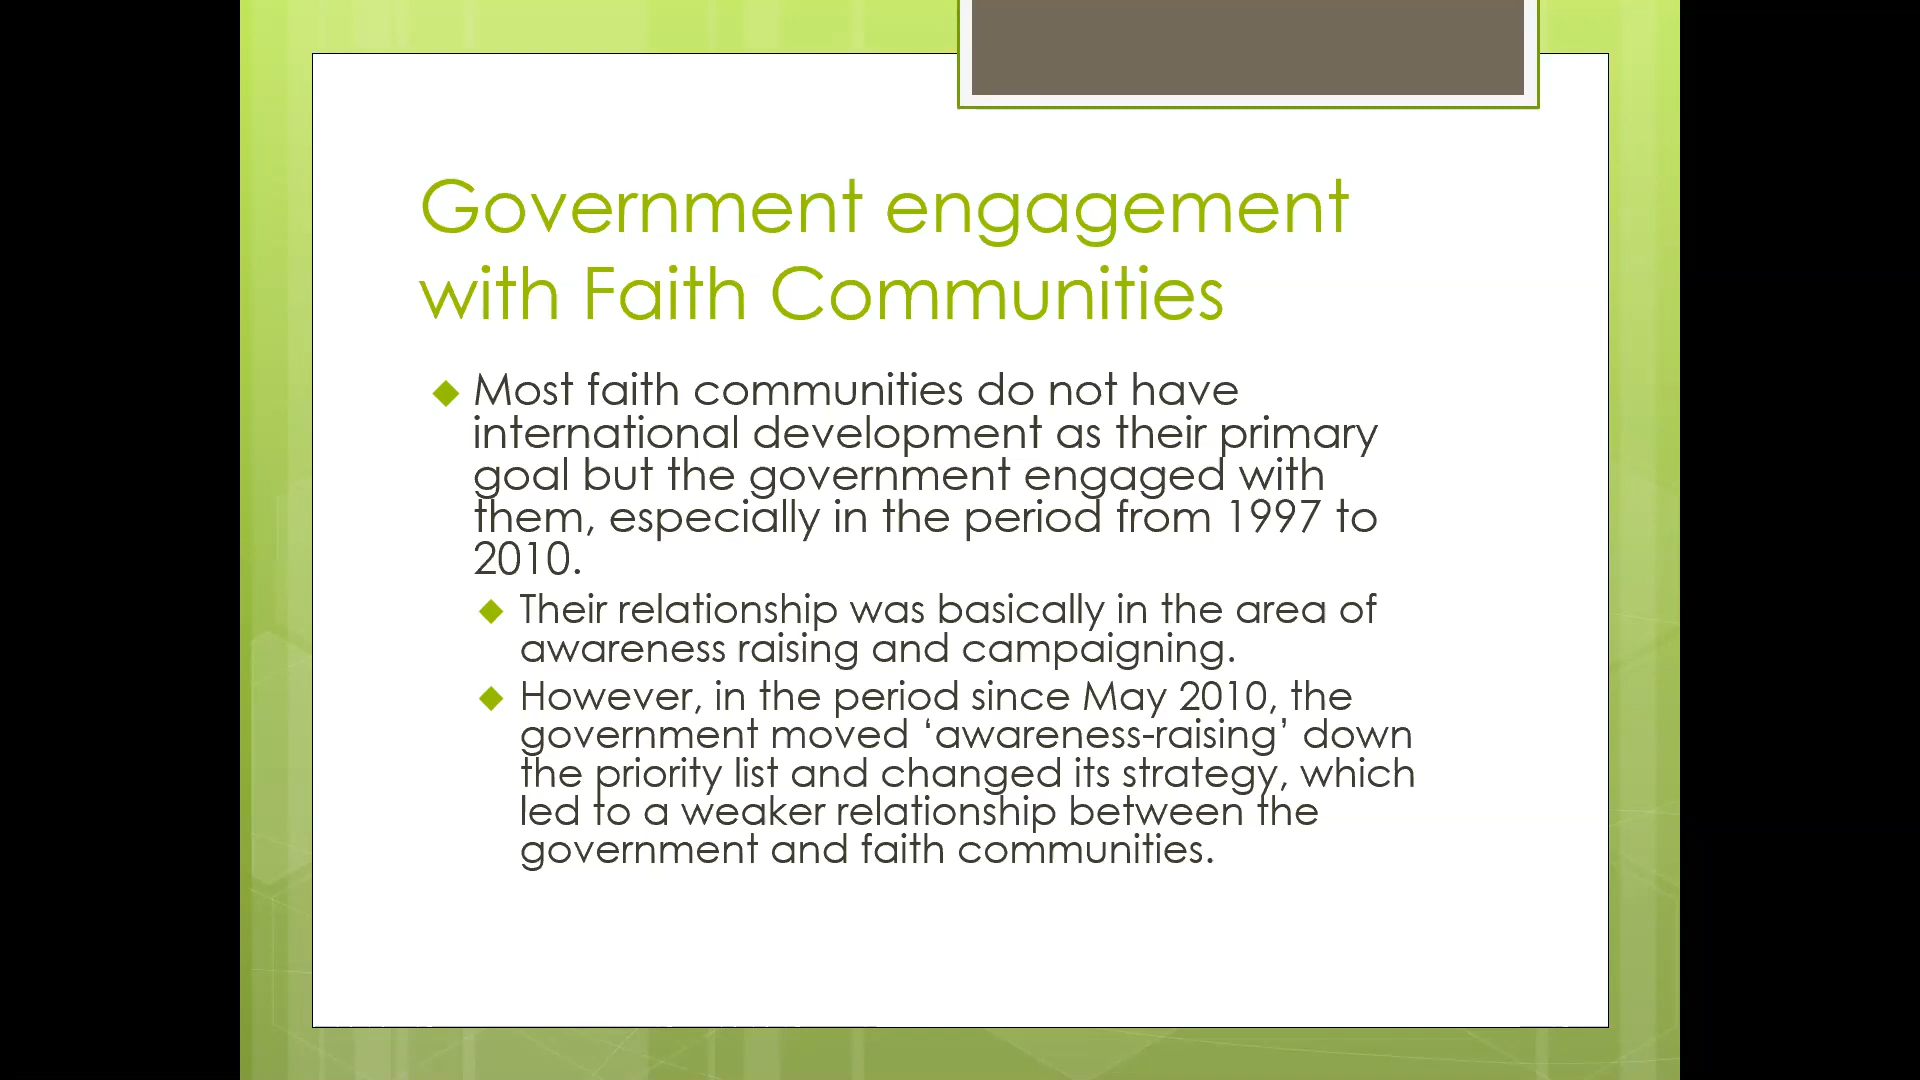 Government engagement
with Faith Communities
Most faith communities do not have
international development as their primary
goal but the government engaged with
them, especially in the period from 1997 to
2010.
Their relationship was basically in the area of
awareness raising and campaigning.
However, in the period since May 2010, the
government moved ‘awareness-raising’ down
the priority list and changed its strategy, which
led to a weaker relationship between the
government and faith communities.